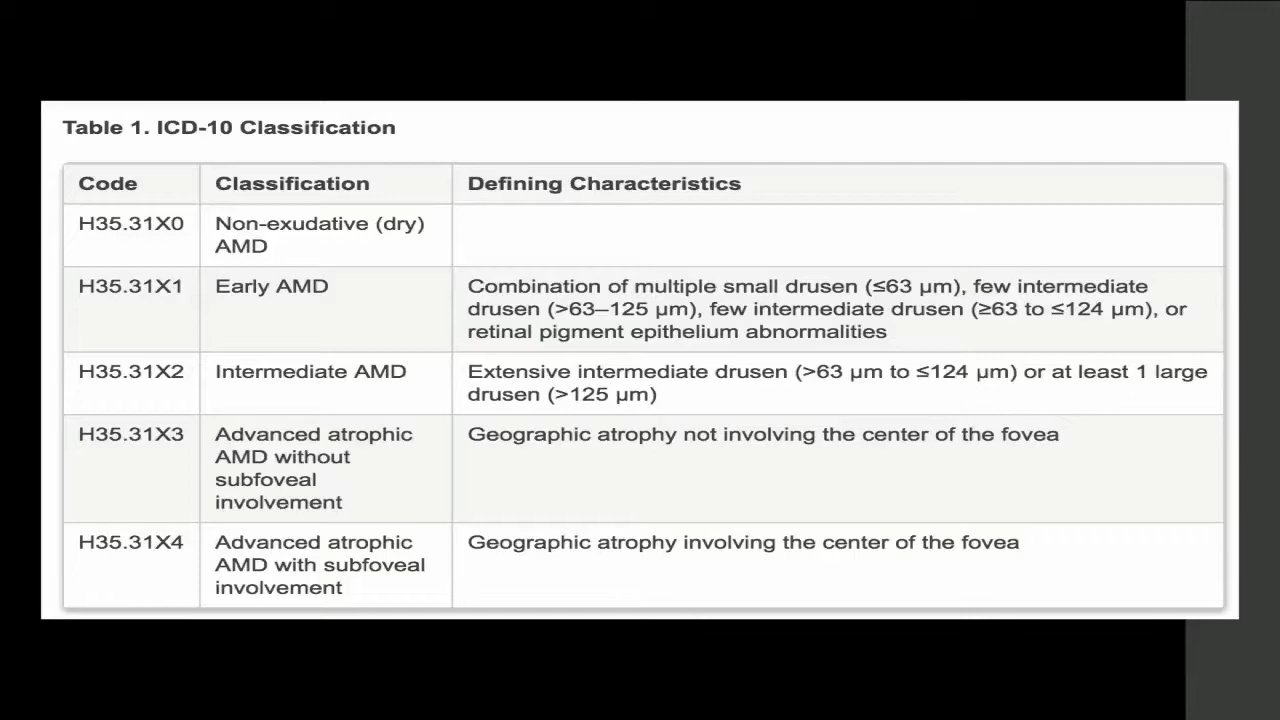 Table 1. ICD-10 Classification
Code Classification Defining Characteristics
H35.31X0 Non-exudative (dry)
AMD
H35.31X1 Early AMD Combination of multiple small drusen (≤63 μm), few intermediate
drusen (>63–125 μm), few intermediate drusen (≥63 to ≤124 μm), or
retinal pigment epithelium abnormalities
H35.31X2 Intermediate AMD Extensive intermediate drusen (>63 μm to ≤124 μm) or at least 1 large
drusen (>125 μm)
H35.31X3 Advanced atrophic Geographic atrophy not involving the center of the fovea
AMD without
subfoveal
involvement
H35.31X4 Advanced atrophic Geographic atrophy involving the center of the fovea
AMD with subfoveal
involvement